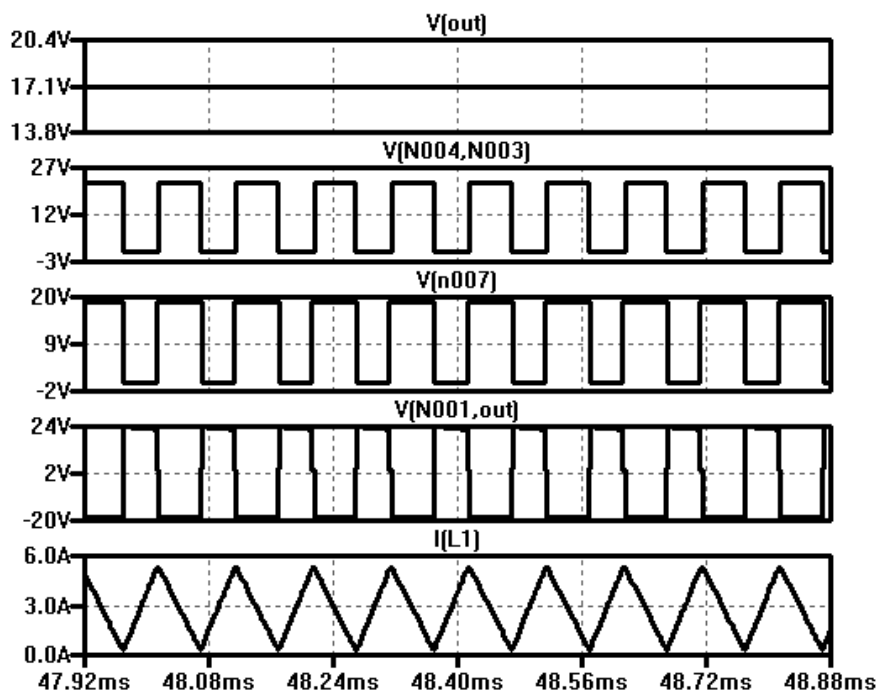 V(out)
20.4V
17.1V
13.8V
V(N004,N003)
27V
12V
-3V
V(n007)
20V
9V
-2V
V(N001,out)
24V
2V
-20V
I(L1)
6.0A
3.0A
0.0A
47.92ms 48.08ms 48.24ms 48.40ms 48.56ms 48.72ms 48.88ms